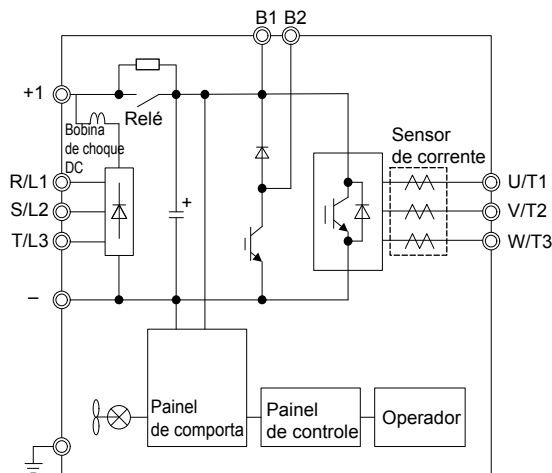 B1 B2
+1
Relé
Bobina
de choque
DC
Sensor
de corrente
R/L1
S/L2
T/L3
U/T1
V/T2
W/T3
+
–
Painel
de comporta
Painel
de controle
Operador